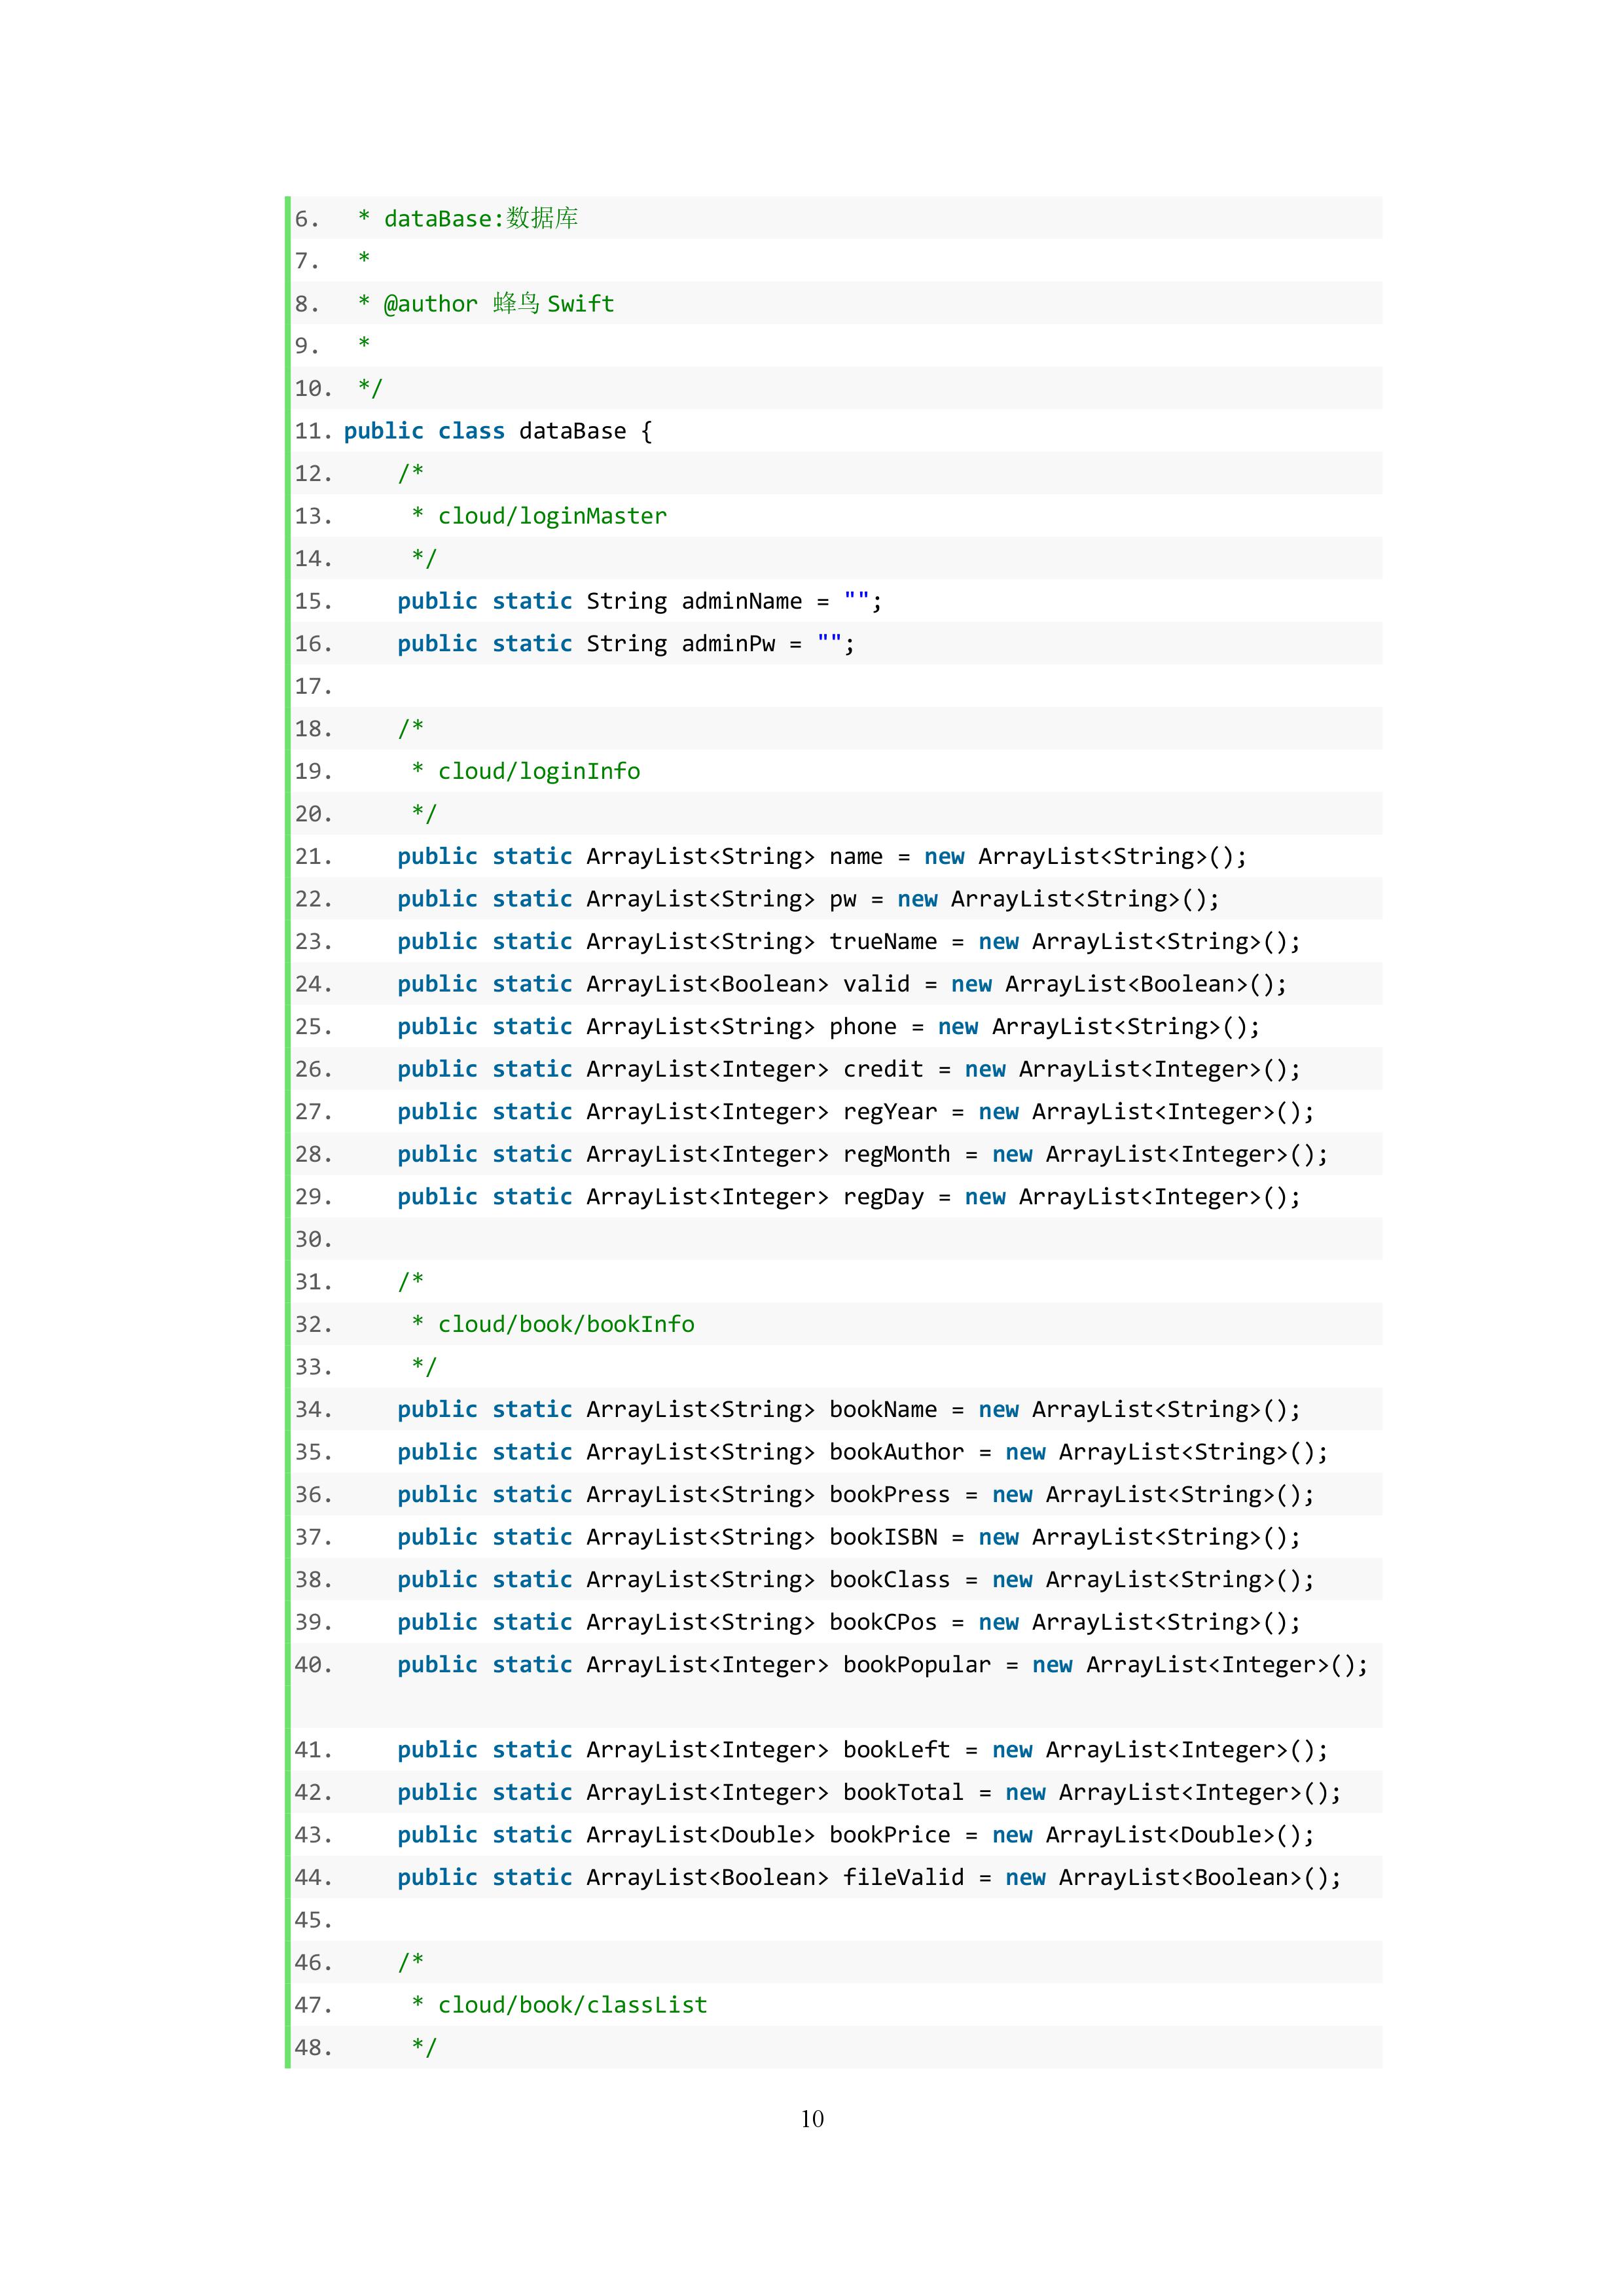 6.  * dataBase:数据库
7.  *
8.  * @author 蜂鸟 Swift
9.  *
10.  */
11. public class dataBase {
12.     /*
13.      * cloud/loginMaster
14.      */
15.     public static String adminName = "";
16.     public static String adminPw = "";
17.
18.     /*
19.      * cloud/loginInfo
20.      */
21.     public static ArrayList<String> name = new ArrayList<String>();
22.     public static ArrayList<String> pw = new ArrayList<String>();
23.     public static ArrayList<String> trueName = new ArrayList<String>();
24.     public static ArrayList<Boolean> valid = new ArrayList<Boolean>();
25.     public static ArrayList<String> phone = new ArrayList<String>();
26.     public static ArrayList<Integer> credit = new ArrayList<Integer>();
27.     public static ArrayList<Integer> regYear = new ArrayList<Integer>();
28.     public static ArrayList<Integer> regMonth = new ArrayList<Integer>();
29.     public static ArrayList<Integer> regDay = new ArrayList<Integer>();
30.
31.     /*
32.      * cloud/book/bookInfo
33.      */
34.     public static ArrayList<String> bookName = new ArrayList<String>();
35.     public static ArrayList<String> bookAuthor = new ArrayList<String>();
36.     public static ArrayList<String> bookPress = new ArrayList<String>();
37.     public static ArrayList<String> bookISBN = new ArrayList<String>();
38.     public static ArrayList<String> bookClass = new ArrayList<String>();
39.     public static ArrayList<String> bookCPos = new ArrayList<String>();
40.     public static ArrayList<Integer> bookPopular = new ArrayList<Integer>();
41.     public static ArrayList<Integer> bookLeft = new ArrayList<Integer>();
42.     public static ArrayList<Integer> bookTotal = new ArrayList<Integer>();
43.     public static ArrayList<Double> bookPrice = new ArrayList<Double>();
44.     public static ArrayList<Boolean> fileValid = new ArrayList<Boolean>();
45.
46.     /*
47.      * cloud/book/classList
48.      */
10